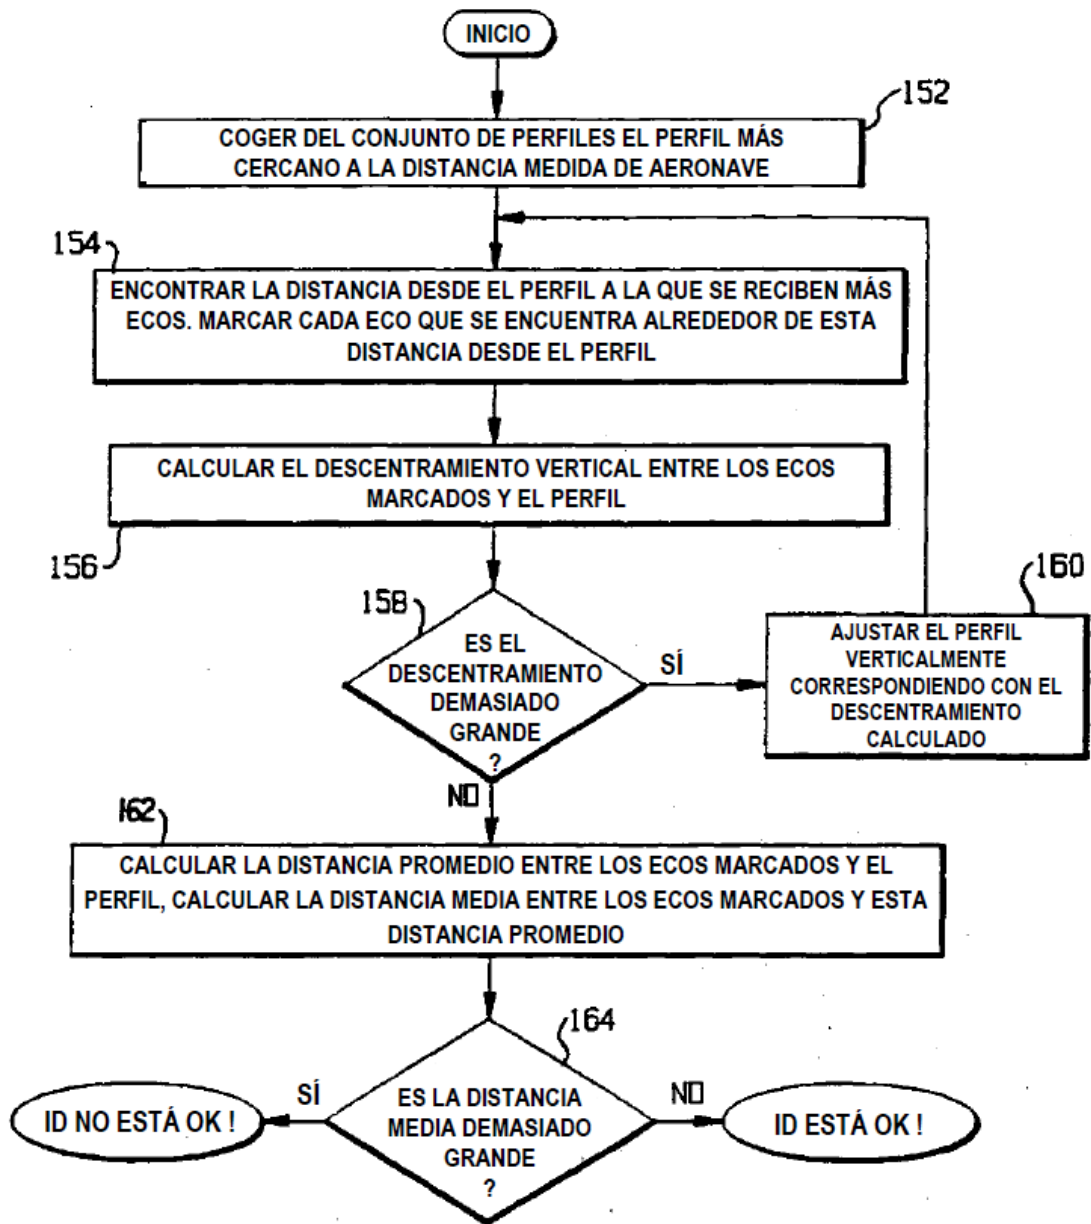 INICIO
152
COGER DEL CONJUNTO DE PERFILES EL PERFIL MÁS
CERCANO A LA DISTANCIA MEDIDA DE AERONAVE
154
ENCONTRAR LA DISTANCIA DESDE EL PERFIL A LA QUE SE RECIBEN MÁS
ECOS. MARCAR CADA ECO QUE SE ENCUENTRA ALREDEDOR DE ESTA
DISTANCIA DESDE EL PERFIL
CALCULAR EL DESCENTRAMIENTO VERTICAL ENTRE LOS ECOS
MARCADOS Y EL PERFIL
156
158
ES EL
DESCENTRAMIENTO
DEMASIADO
GRANDE
?
SÍ
160
AJUSTAR EL PERFIL
VERTICALMENTE
CORRESPONDIENDO CON EL
DESCENTRAMIENTO
CALCULADO
NO
162
CALCULAR LA DISTANCIA PROMEDIO ENTRE LOS ECOS MARCADOS Y EL
PERFIL, CALCULAR LA DISTANCIA MEDIA ENTRE LOS ECOS MARCADOS Y ESTA
DISTANCIA PROMEDIO
164
ES LA DISTANCIA
MEDIA DEMASIADO
GRANDE
?
SÍ
ID NO ESTÁ OK !
NO
ID ESTÁ OK !